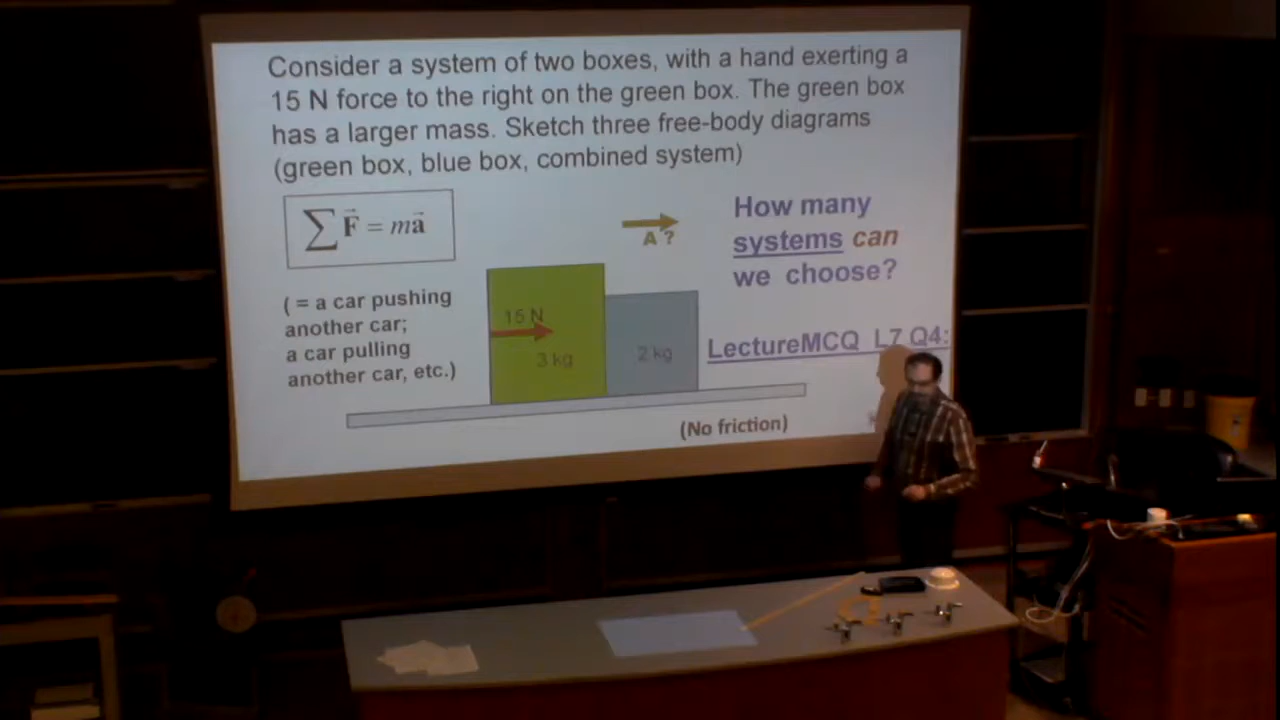 Consider a system of two boxes, with a hand exerting a
15 N force to the right on the green box. The green box
has a larger mass. Sketch three free-body diagrams
(green box, blue box, combined system)
∑F⃗ = ma⃗
A ?
How many
systems can
we choose?
( = a car pushing
another car;
a car pulling
another car, etc.)
15 N
3 kg
2 kg
LectureMCQ L7 Q4:
(No friction)